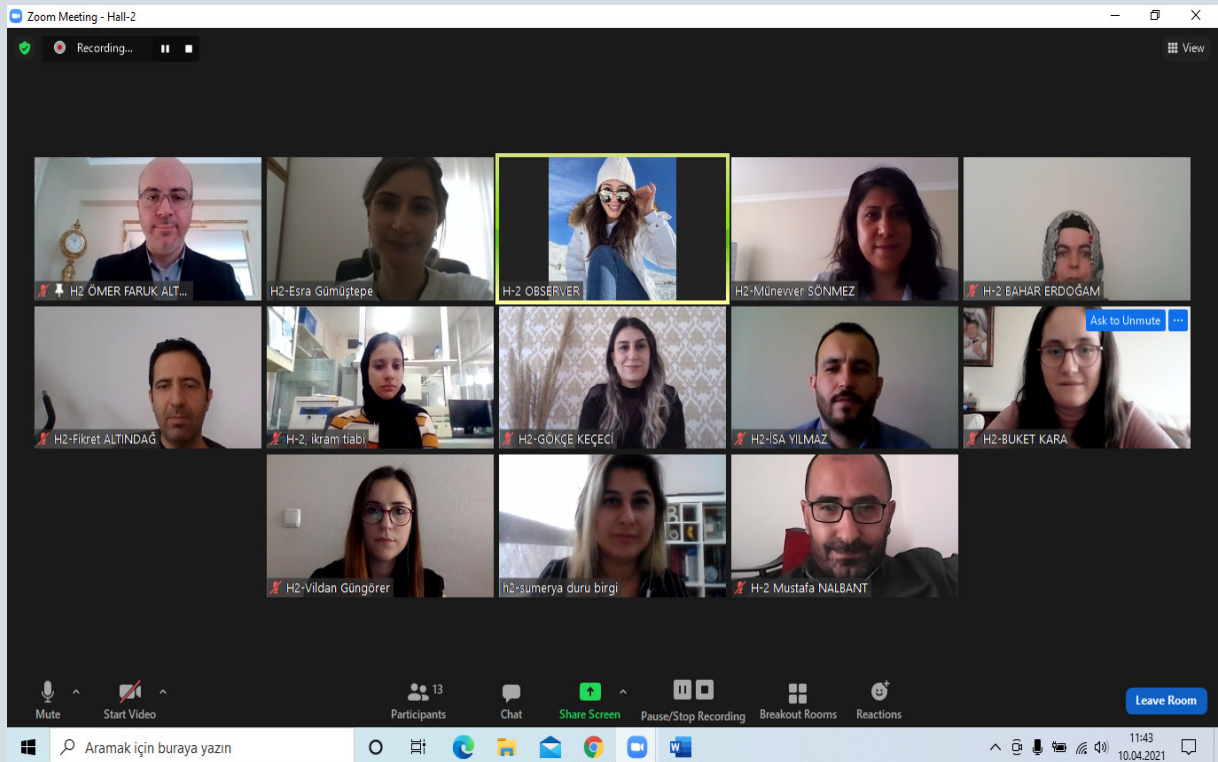 Zoom Meeting - Hall-2
Recording...
View
H2 ÖMER FARUK ALT...
H2-Esra Gümüştepe
H-2 OBSERVER
H2-Münevver SÖNMEZ
H-2 BAHAR ERDOĞAM
Ask to Unmute ...
H2-Fikret ALTINDAĞ
H-2, ikram tiabi
H2-GÖKÇE KEÇECİ
H2-İSA YILMAZ
H2-BUKET KARA
H2-Vildan Güngörer
h2-sumerya duru birgi
H-2 Mustafa NALBANT
Mute
Start Video
13
Participants
Chat
Share Screen
Pause/Stop Recording
Breakout Rooms
Reactions
Leave Room
Aramak için buraya yazın
W
11:43
10.04.2021